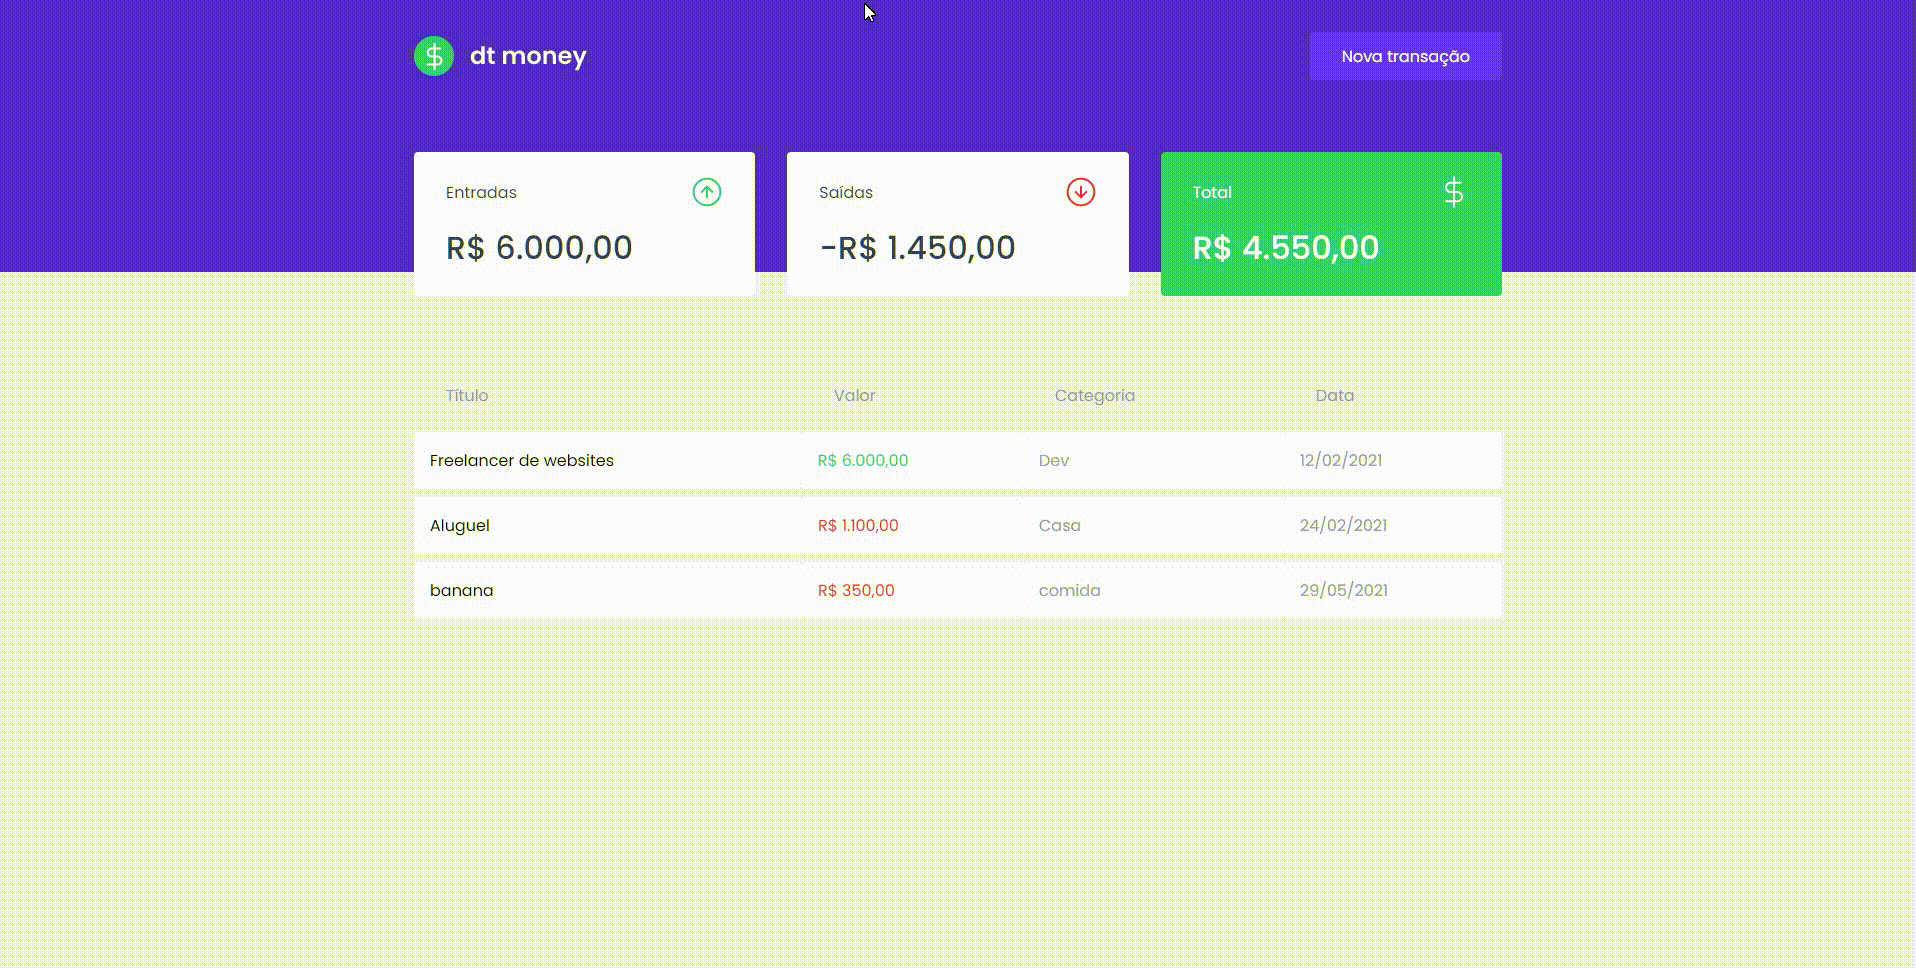 dt money
Nova transação
Entradas
R$ 6.000,00
Saídas
-R$ 1.450,00
Total
R$ 4.550,00
Título Valor Categoria Data
Freelancer de websites R$ 6.000,00 Dev 12/02/2021
Aluguel R$ 1.100,00 Casa 24/02/2021
banana R$ 350,00 comida 29/05/2021